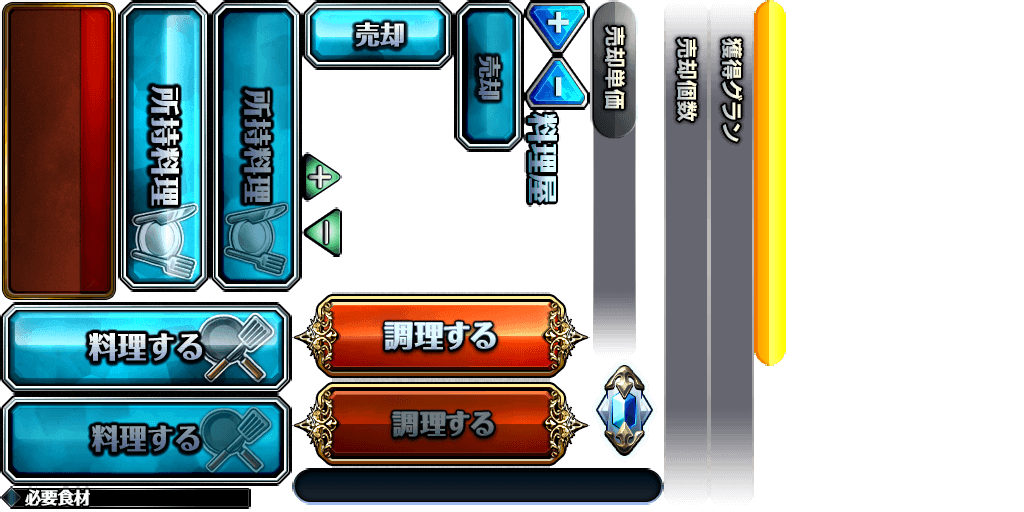 所持料理
所持料理
売却
売却
+
−
料理屋
売却単価
売却個数
獲得グラン
+
−
料理する
料理する
調理する
調理する
必要食材